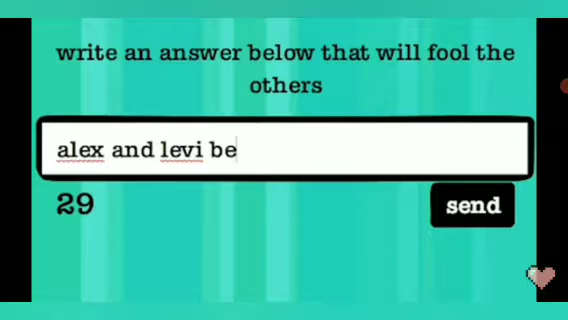 write an answer below that will fool the
others
alex and levi be
29
send